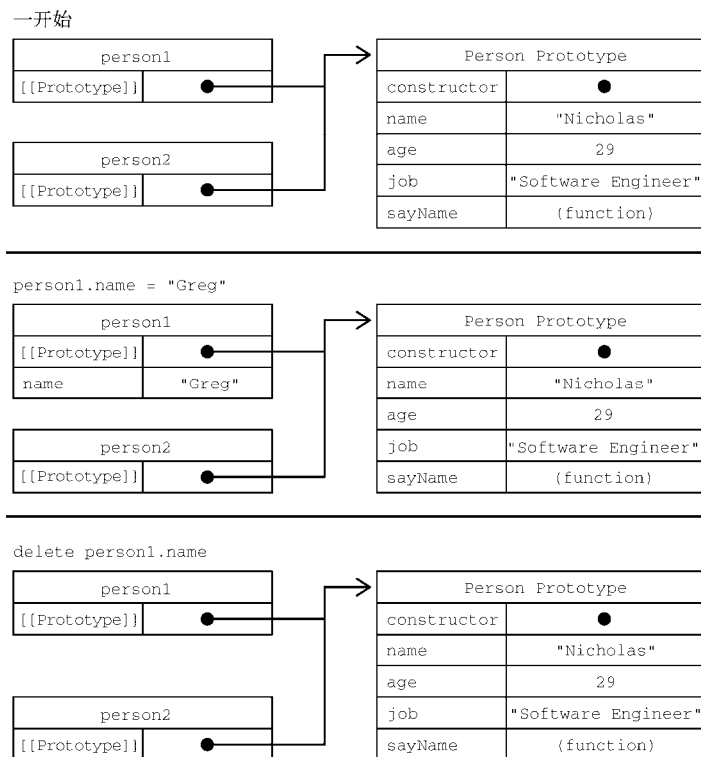 一开始
person1
[[Prototype]]
person2
[[Prototype]]
Person Prototype
constructor
name "Nicholas"
age 29
job "Software Engineer"
sayName (function)
person1.name = "Greg"
person1
[[Prototype]]
name "Greg"
person2
[[Prototype]]
Person Prototype
constructor
name "Nicholas"
age 29
job "Software Engineer"
sayName (function)
delete person1.name
person1
[[Prototype]]
person2
[[Prototype]]
Person Prototype
constructor
name "Nicholas"
age 29
job "Software Engineer"
sayName (function)